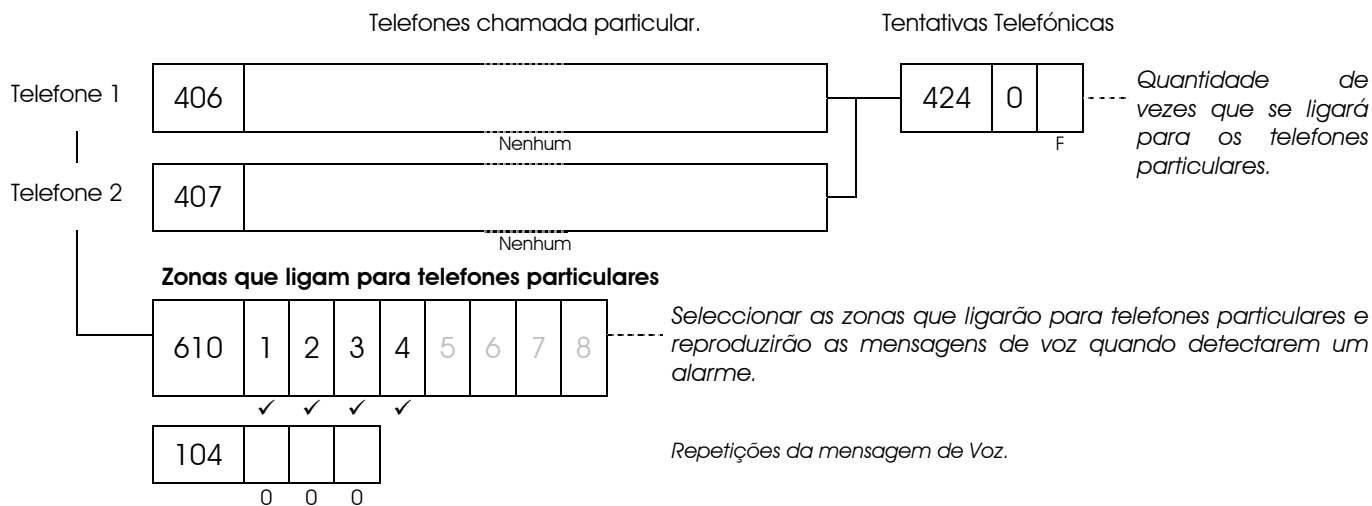 Telefones chamada particular. Tentativas Telefónicas
Telefone 1 406 424 0 Quantidade de
vezes que se ligará
para os telefones
particulares.
Nenhum F
Telefone 2 407
Nenhum
Zonas que ligam para telefones particulares
610 1 2 3 4 5 6 7 8
✓ ✓ ✓ ✓
Seleccionar as zonas que ligarão para telefones particulares e
reproduzirão as mensagens de voz quando detectarem um
alarme.
104 Repetições da mensagem de Voz.
0 0 0